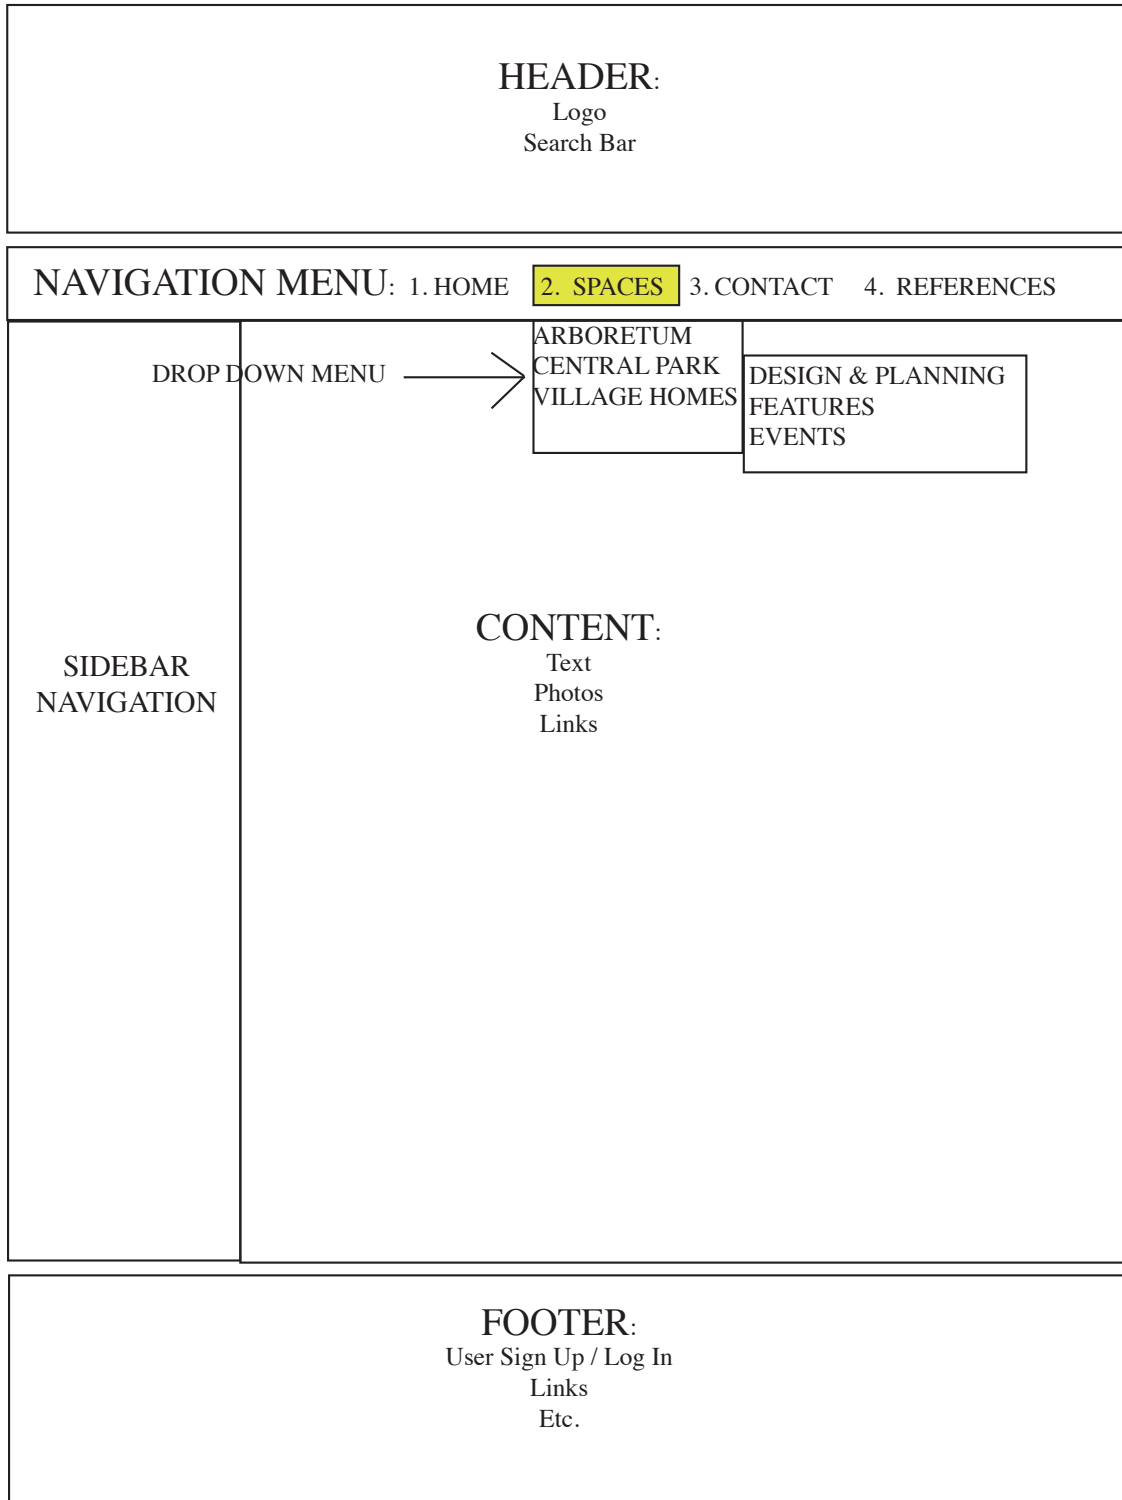 HEADER:
Logo
Search Bar
NAVIGATION MENU: 1. HOME 2. SPACES 3. CONTACT 4. REFERENCES
DROP DOWN MENU
ARBORETUM
CENTRAL PARK
VILLAGE HOMES
DESIGN & PLANNING
FEATURES
EVENTS
SIDEBAR
NAVIGATION
CONTENT:
Text
Photos
Links
FOOTER:
User Sign Up / Log In
Links
Etc.